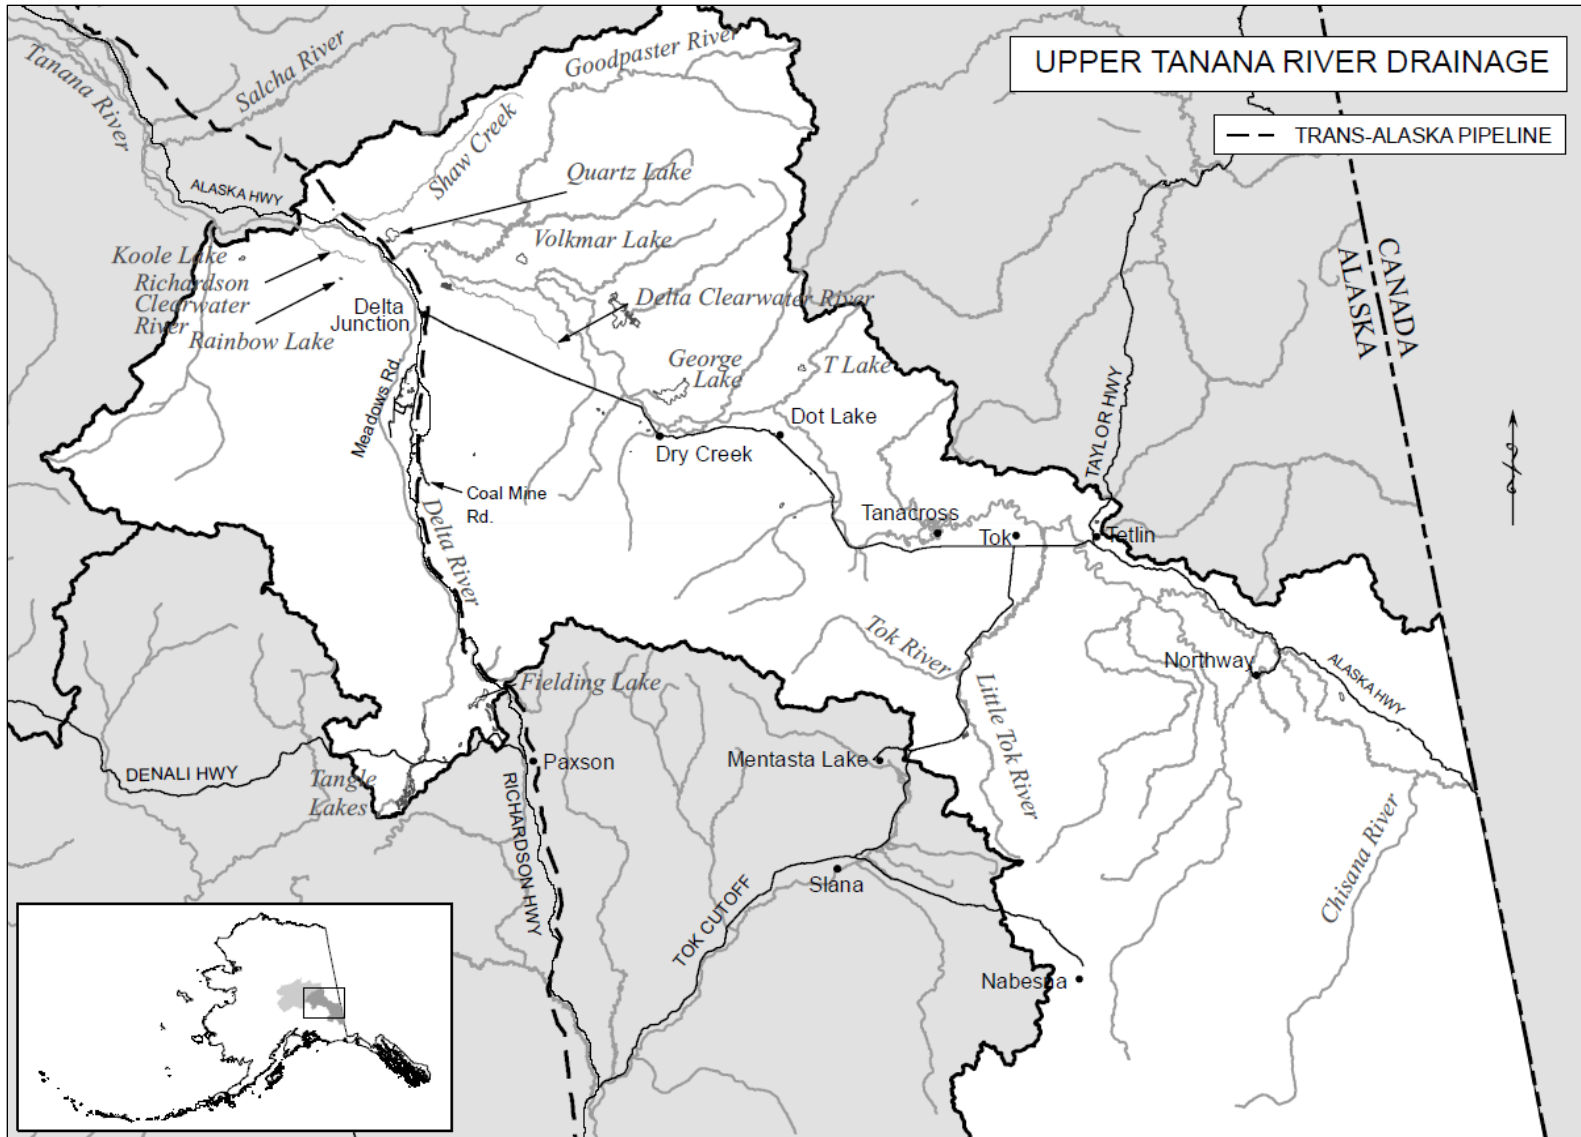 UPPER TANANA RIVER DRAINAGE
TRANS-ALASKA PIPELINE
Tanana River
Salcha River
Goodpaster River
Shaw Creek
ALASKA HWY
Quartz Lake
Volkmar Lake
Koole Lake
Richardson
Clearwater
River
Rainbow Lake
Delta
Junction
Delta Clearwater River
George
Lake
T Lake
CANADA
ALASKA
Meadows Rd.
Dot Lake
Dry Creek
TAYLOR HWY
Coal Mine
Rd.
Delta River
Tanacross
Tok
Tetlin
Tok River
Northway
ALASKA HWY
Fielding Lake
Little Tok River
Paxson
Mentasta Lake
DENALI HWY
Tangle
Lakes
RICHARDSON HWY
Slana
TOK CUTOFF
Chisana River
Nabesna